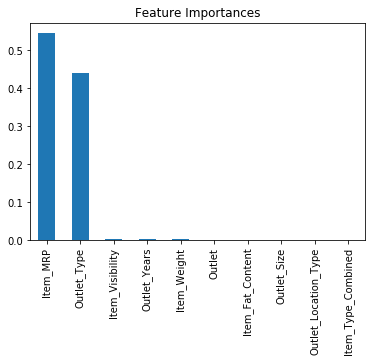 Feature Importances
0.5
0.4
0.3
0.2
0.1
0.0
Item_MRP
Outlet_Type
Item_Visibility
Outlet_Years
Item_Weight
Outlet
Item_Fat_Content
Outlet_Size
Outlet_Location_Type
Item_Type_Combined